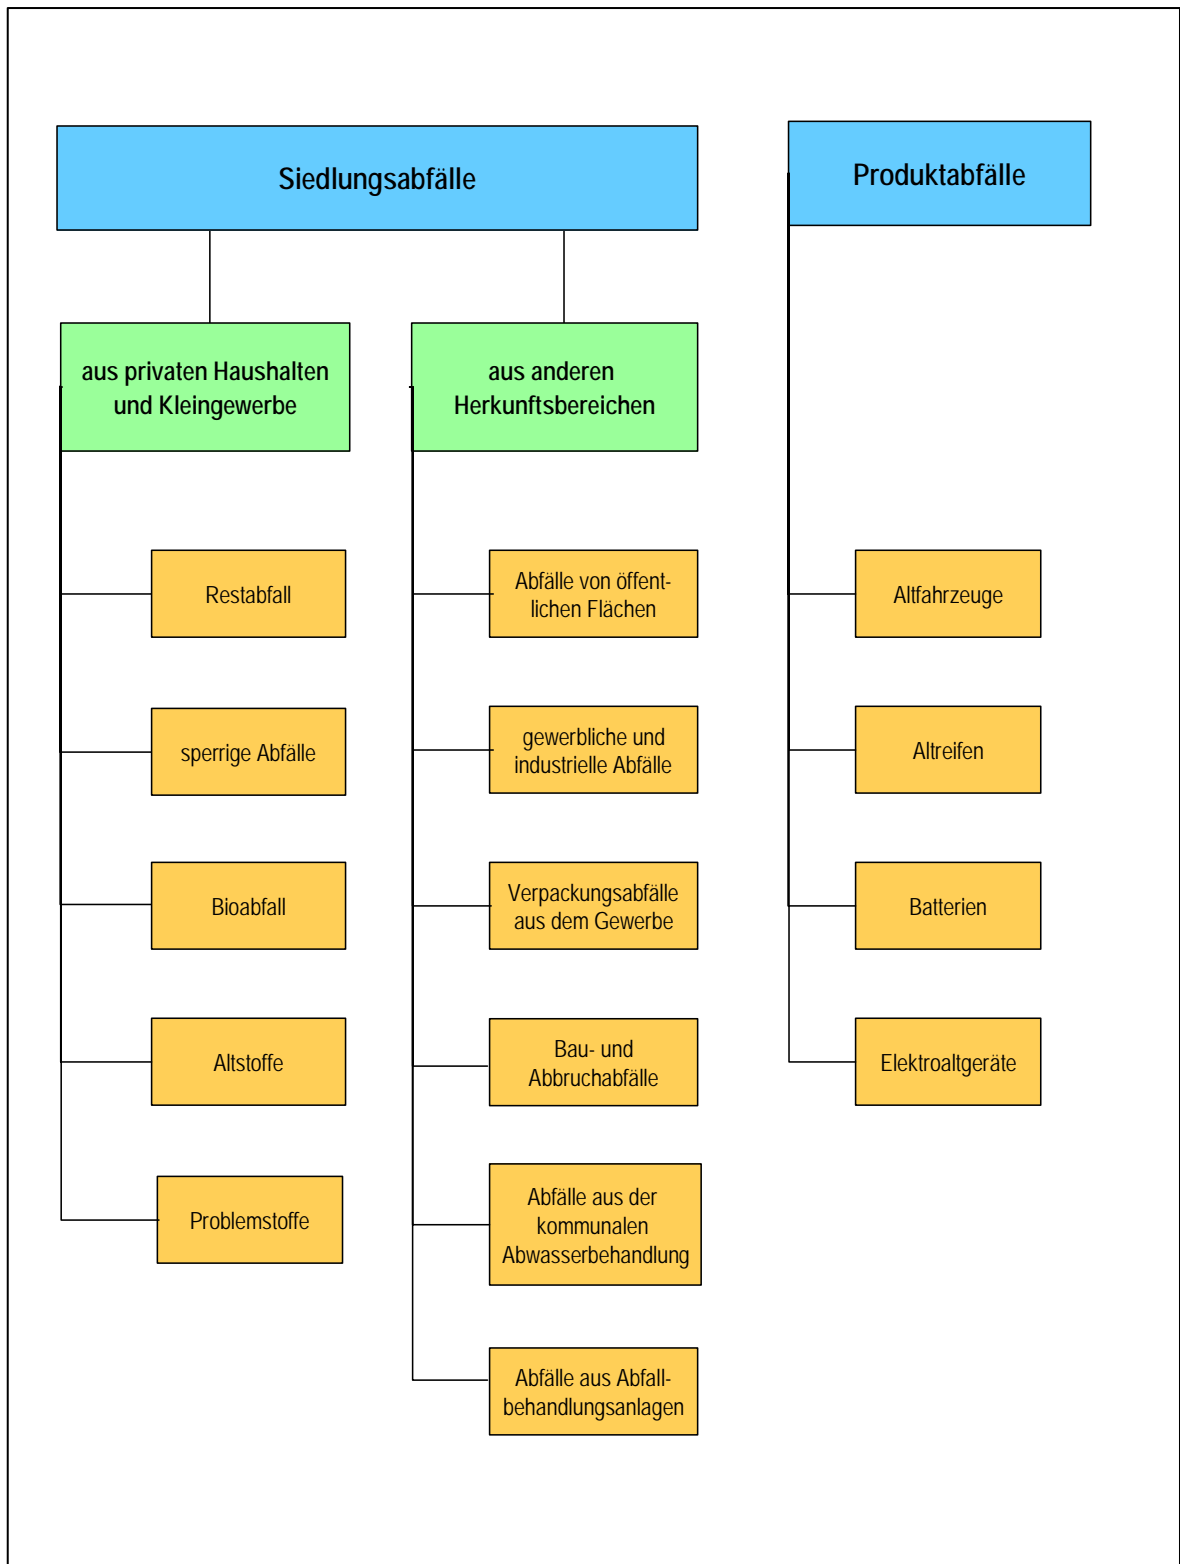 Siedlungsabfälle
Produktabfälle
aus privaten Haushalten
und Kleingewerbe
aus anderen
Herkunftsbereichen
Restabfall
sperrige Abfälle
Bioabfall
Altstoffe
Problemstoffe
Abfälle von öffent-
lichen Flächen
gewerbliche und
industrielle Abfälle
Verpackungsabfälle
aus dem Gewerbe
Bau- und
Abbruchabfälle
Abfälle aus der
kommunalen
Abwasserbehandlung
Abfälle aus Abfall-
behandlungsanlagen
Altfahrzeuge
Altreifen
Batterien
Elektroaltgeräte